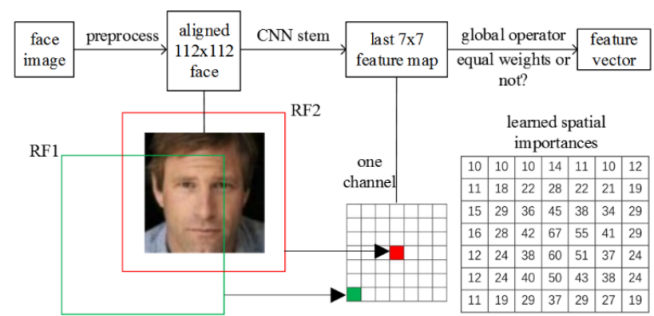 face
image
preprocess
aligned
112x112
face
CNN stem
last 7x7
feature map
global operator
equal weights or
not?
feature
vector
RF2
RF1
one
channel
learned spatial
importances
10 10 10 14 11 10 12
11 18 22 28 22 21 19
15 29 36 45 38 34 29
16 28 42 67 55 41 29
12 24 38 60 51 37 24
12 24 40 50 43 38 24
11 19 29 37 29 27 19